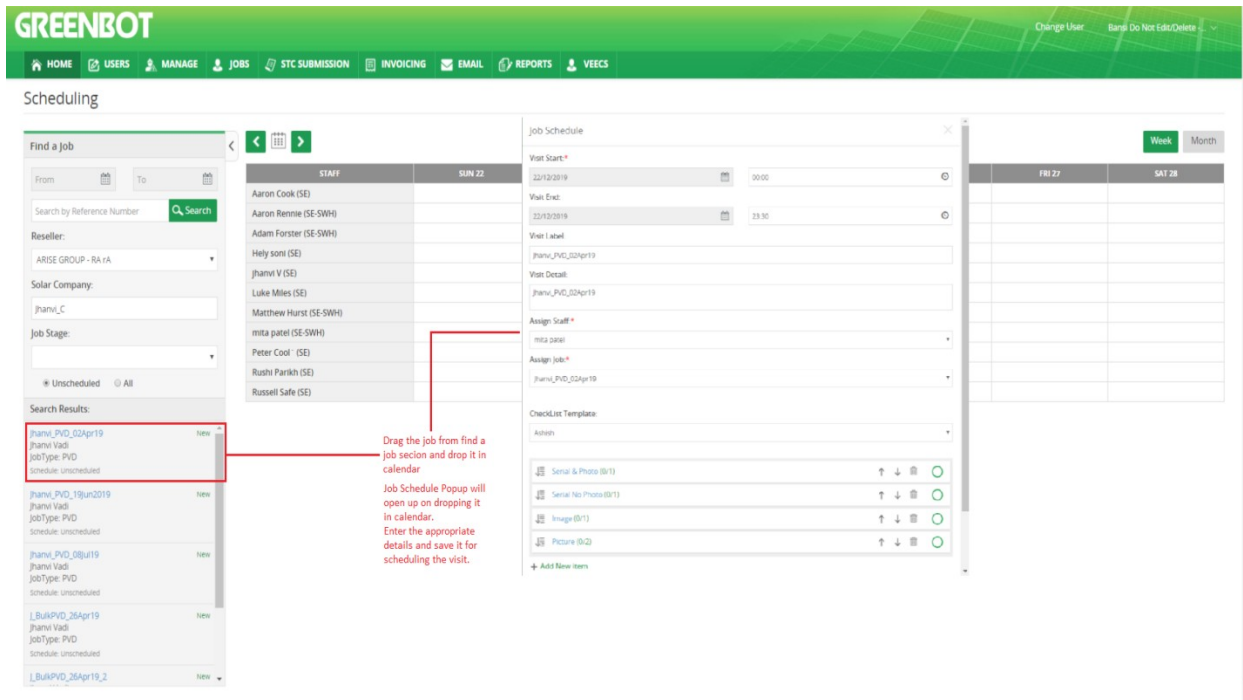 GREENBOT
Change User
Bansi Do Not Edit/Delete -...
HOME USERS MANAGE JOBS STC SUBMISSION INVOICING EMAIL REPORTS VEECS
Scheduling
Find a Job
From To
Search by Reference Number Search
Reseller:
ARISE GROUP - RA rA
Solar Company:
Jhanvi_C
Job Stage:
Unscheduled All
Search Results:
Jhanvi_PVD_02Apr19 New
Jhanvi Vadi
JobType: PVD
Schedule: Unscheduled
Jhanvi_PVD_19Jun2019 New
Jhanvi Vadi
JobType: PVD
Schedule: Unscheduled
Jhanvi_PVD_08Jul19 New
Jhanvi Vadi
JobType: PVD
Schedule: Unscheduled
J_BulkPVD_26Apr19 New
Jhanvi Vadi
JobType: PVD
Schedule: Unscheduled
J_BulkPVD_26Apr19_2 New
Week Month
STAFF SUN 22 FRI 27 SAT 28
Aaron Cook (SE)
Aaron Rennie (SE-SWH)
Adam Forster (SE-SWH)
Hely soni (SE)
jhanvi V (SE)
Luke Miles (SE)
Matthew Hurst (SE-SWH)
mita patel (SE-SWH)
Peter Cool ` (SE)
Rushi Parikh (SE)
Russell Safe (SE)
Drag the job from find a
job secion and drop it in
calendar
Job Schedule Popup will
open up on dropping it
in calendar.
Enter the appropriate
details and save it for
scheduling the visit.
Job Schedule
Visit Start:*
22/12/2019 00:00
Visit End:
22/12/2019 23:30
Visit Label:
Jhanvi_PVD_02Apr19
Visit Detail:
Jhanvi_PVD_02Apr19
Assign Staff:*
mita patel
Assign Job:*
Jhanvi_PVD_02Apr19
CheckList Template:
Ashish
Serial & Photo (0/1)
Serial No Photo (0/1)
Image (0/1)
Picture (0/2)
+ Add New item